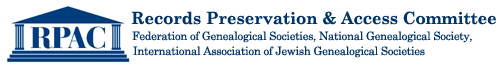 RPAC
Records Preservation & Access Committee
Federation of Genealogical Societies, National Genealogical Society,
International Association of Jewish Genealogical Societies